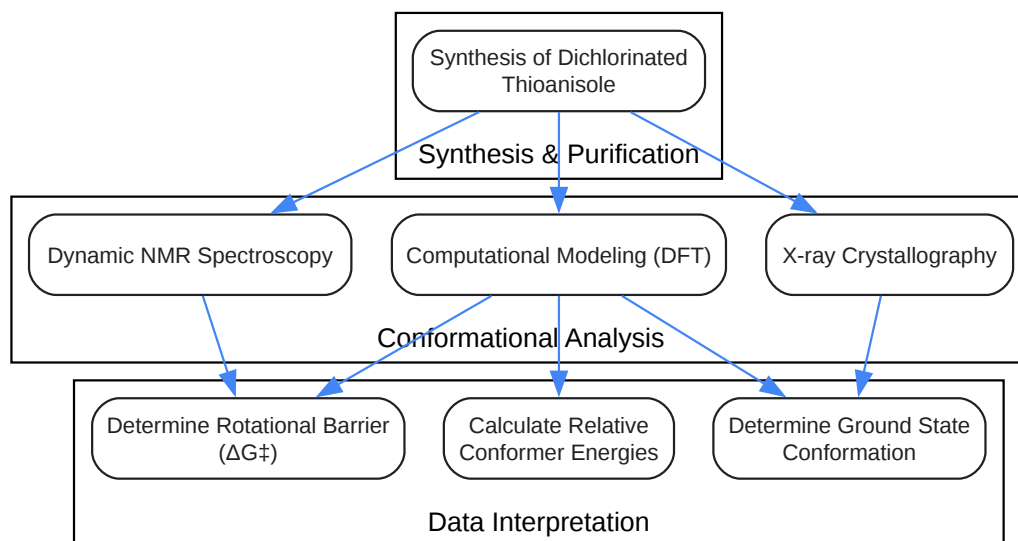 Synthesis of Dichlorinated
Thioanisole
Synthesis & Purification
Dynamic NMR Spectroscopy
Computational Modeling (DFT)
X-ray Crystallography
Conformational Analysis
Determine Rotational Barrier
(ΔG‡)
Calculate Relative
Conformer Energies
Determine Ground State
Conformation
Data Interpretation